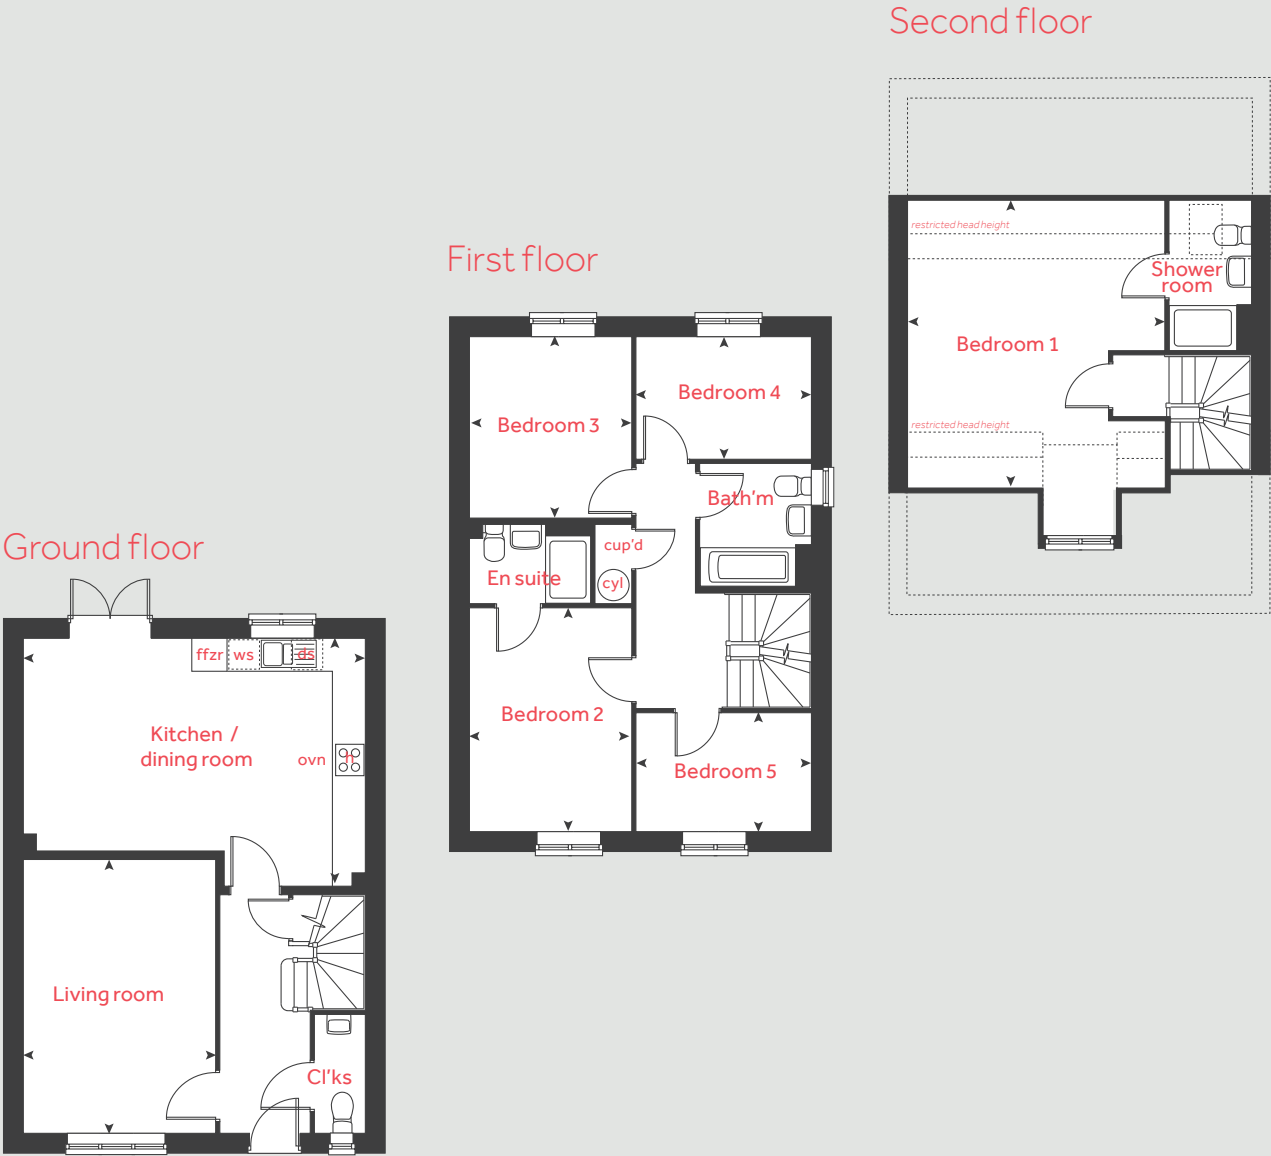 Second floor
restricted head height
Shower
room
Bedroom 1
restricted head height
First floor
Bedroom 4
Bedroom 3
Bath'm
cup'd
En suite
cyl
Bedroom 2
Bedroom 5
Ground floor
ffzr
ws
ds
Kitchen /
dining room
ovn
Living room
Cl'ks